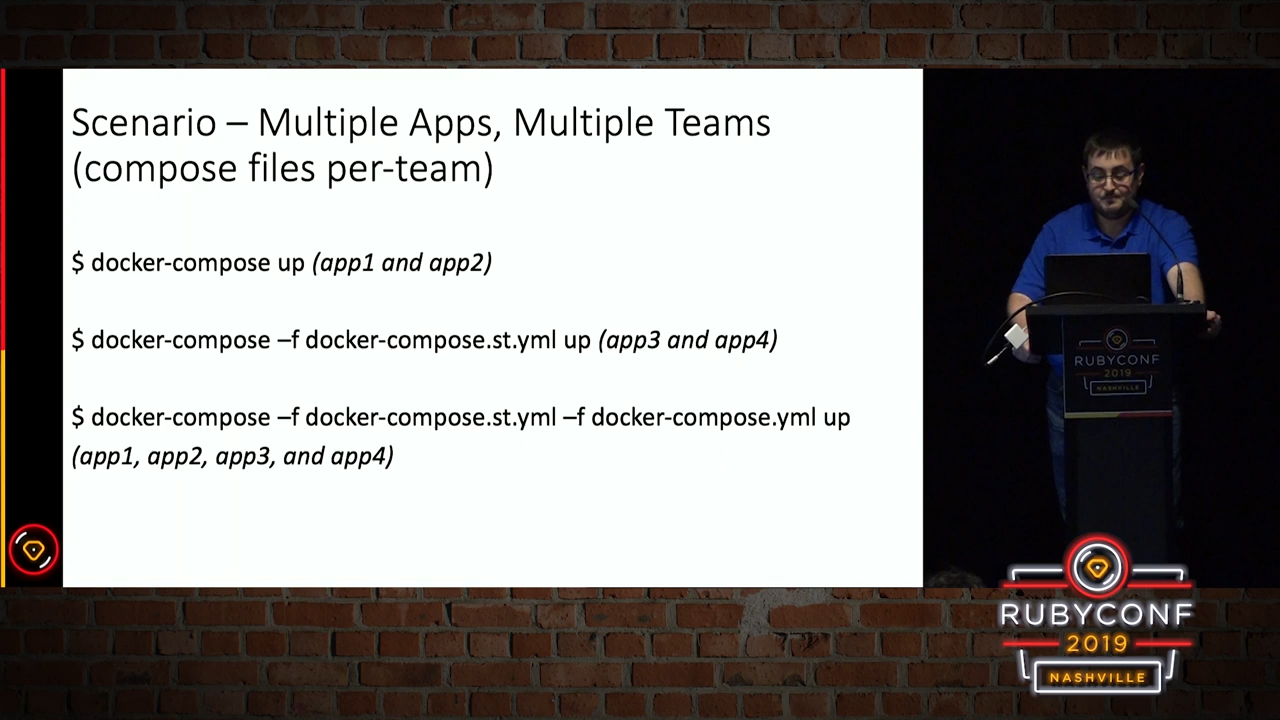 Scenario – Multiple Apps, Multiple Teams
(compose files per-team)
$ docker-compose up (app1 and app2)
$ docker-compose –f docker-compose.st.yml up (app3 and app4)
$ docker-compose –f docker-compose.st.yml –f docker-compose.yml up
(app1, app2, app3, and app4)
RUBYCONF
2019
NASHVILLE
RUBYCONF
2019
NASHVILLE